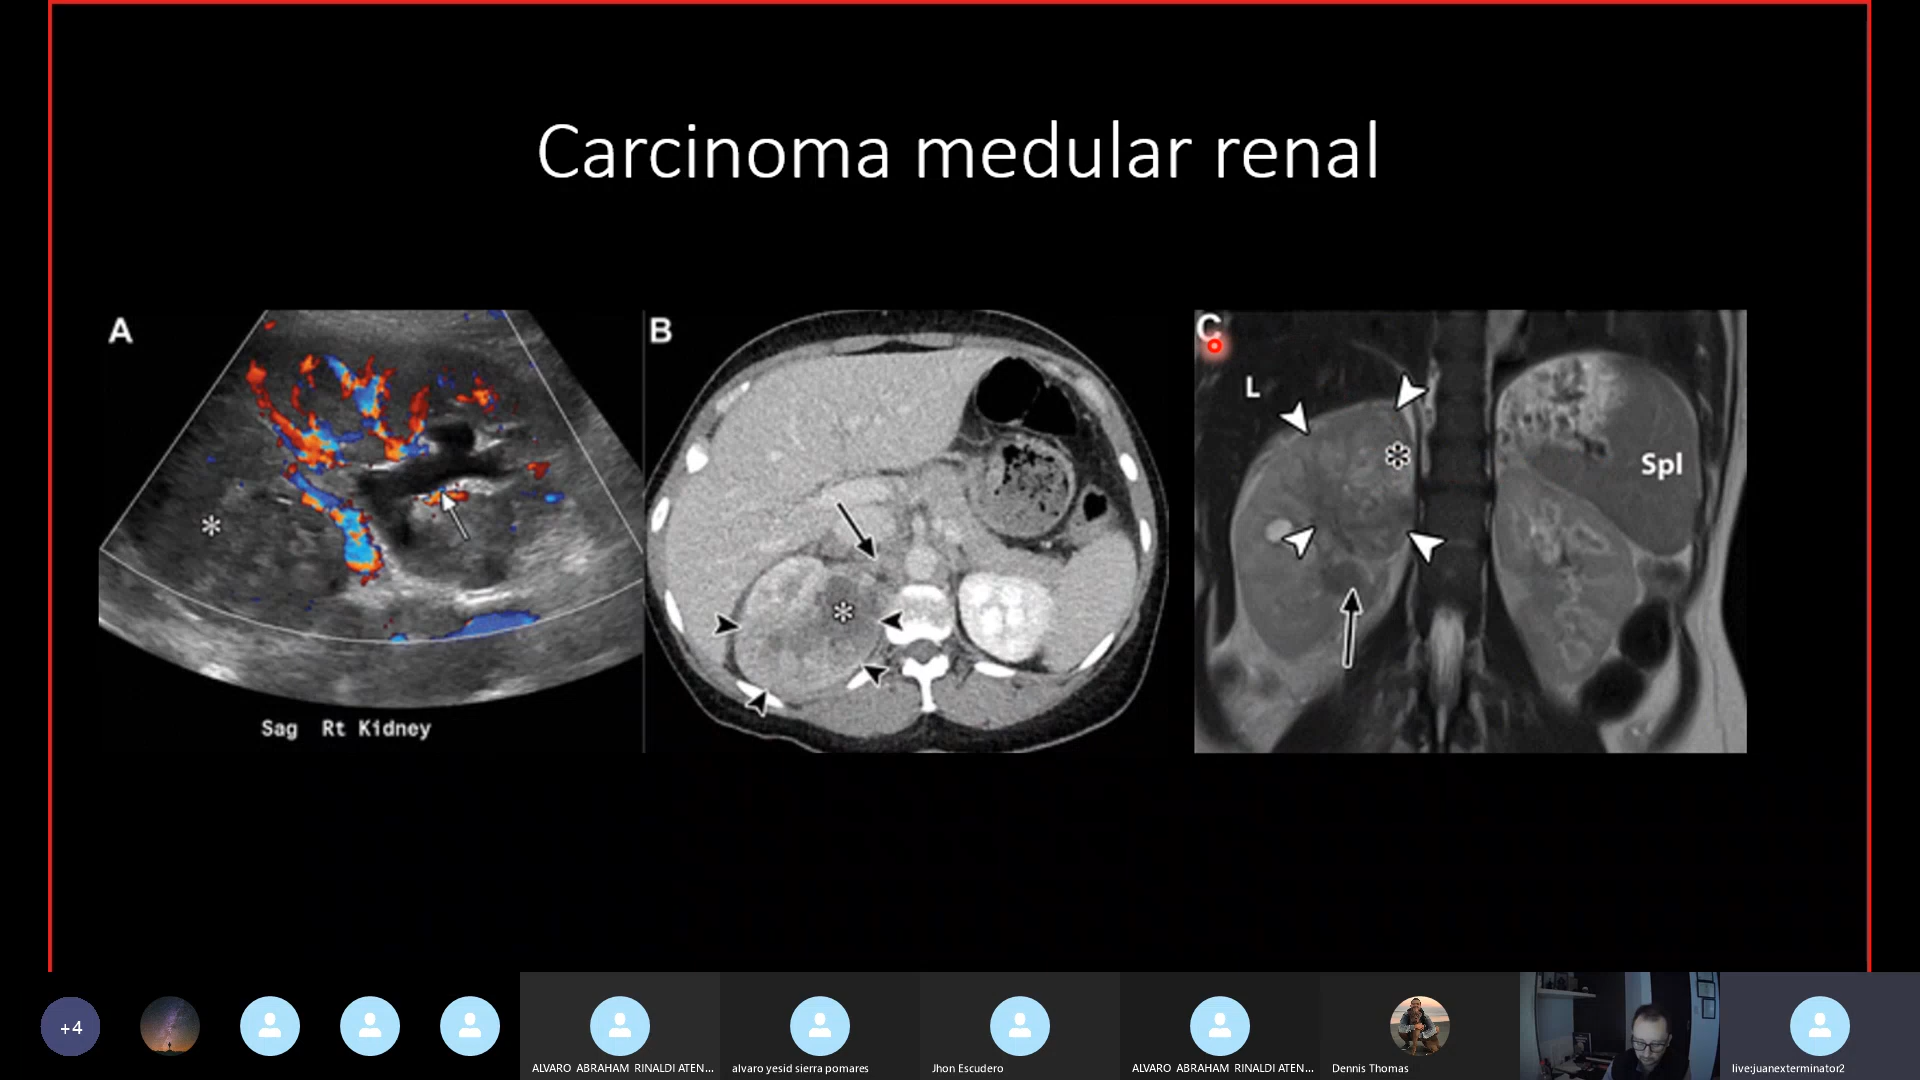 Carcinoma medular renal
A
B
C
L
*
*
*
Spl
Sag Rt Kidney
+4
ALVARO ABRAHAM RINALDI ATEN...
alvaro yesid sierra pomares
Jhon Escudero
ALVARO ABRAHAM RINALDI ATEN...
Dennis Thomas
live:juanexterminator2